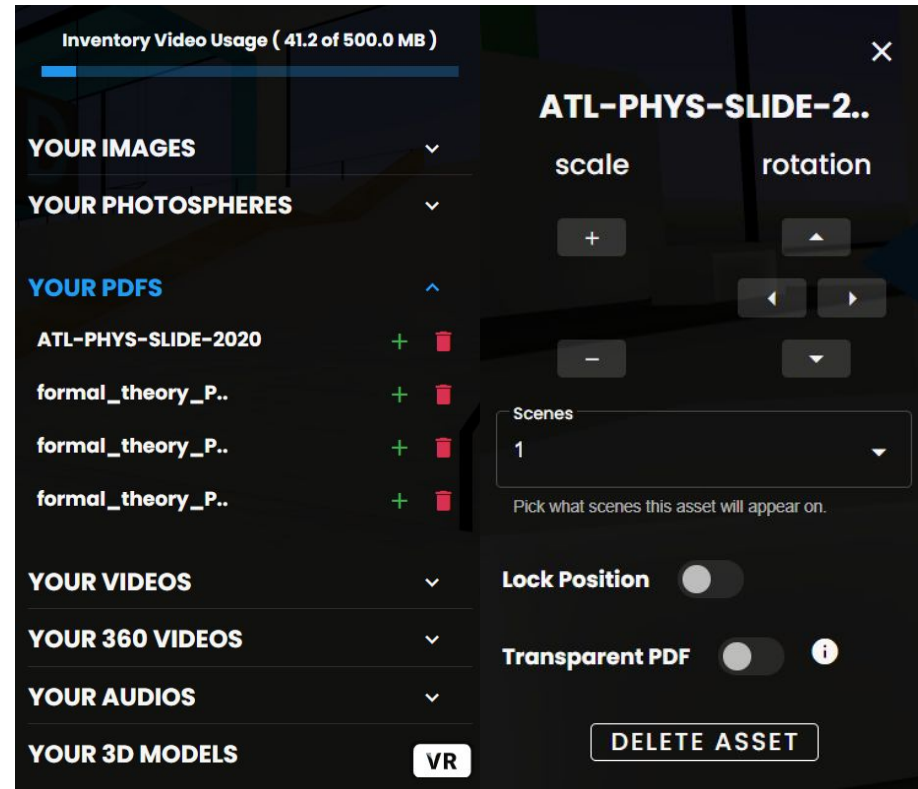 Inventory Video Usage ( 41.2 of 500.0 MB )
YOUR IMAGES
YOUR PHOTOSPHERES
YOUR PDFS
ATL-PHYS-SLIDE-2020
formal_theory_P..
formal_theory_P..
formal_theory_P..
YOUR VIDEOS
YOUR 360 VIDEOS
YOUR AUDIOS
YOUR 3D MODELS
VR
ATL-PHYS-SLIDE-2..
scale
rotation
Scenes
1
Pick what scenes this asset will appear on.
Lock Position
Transparent PDF
DELETE ASSET